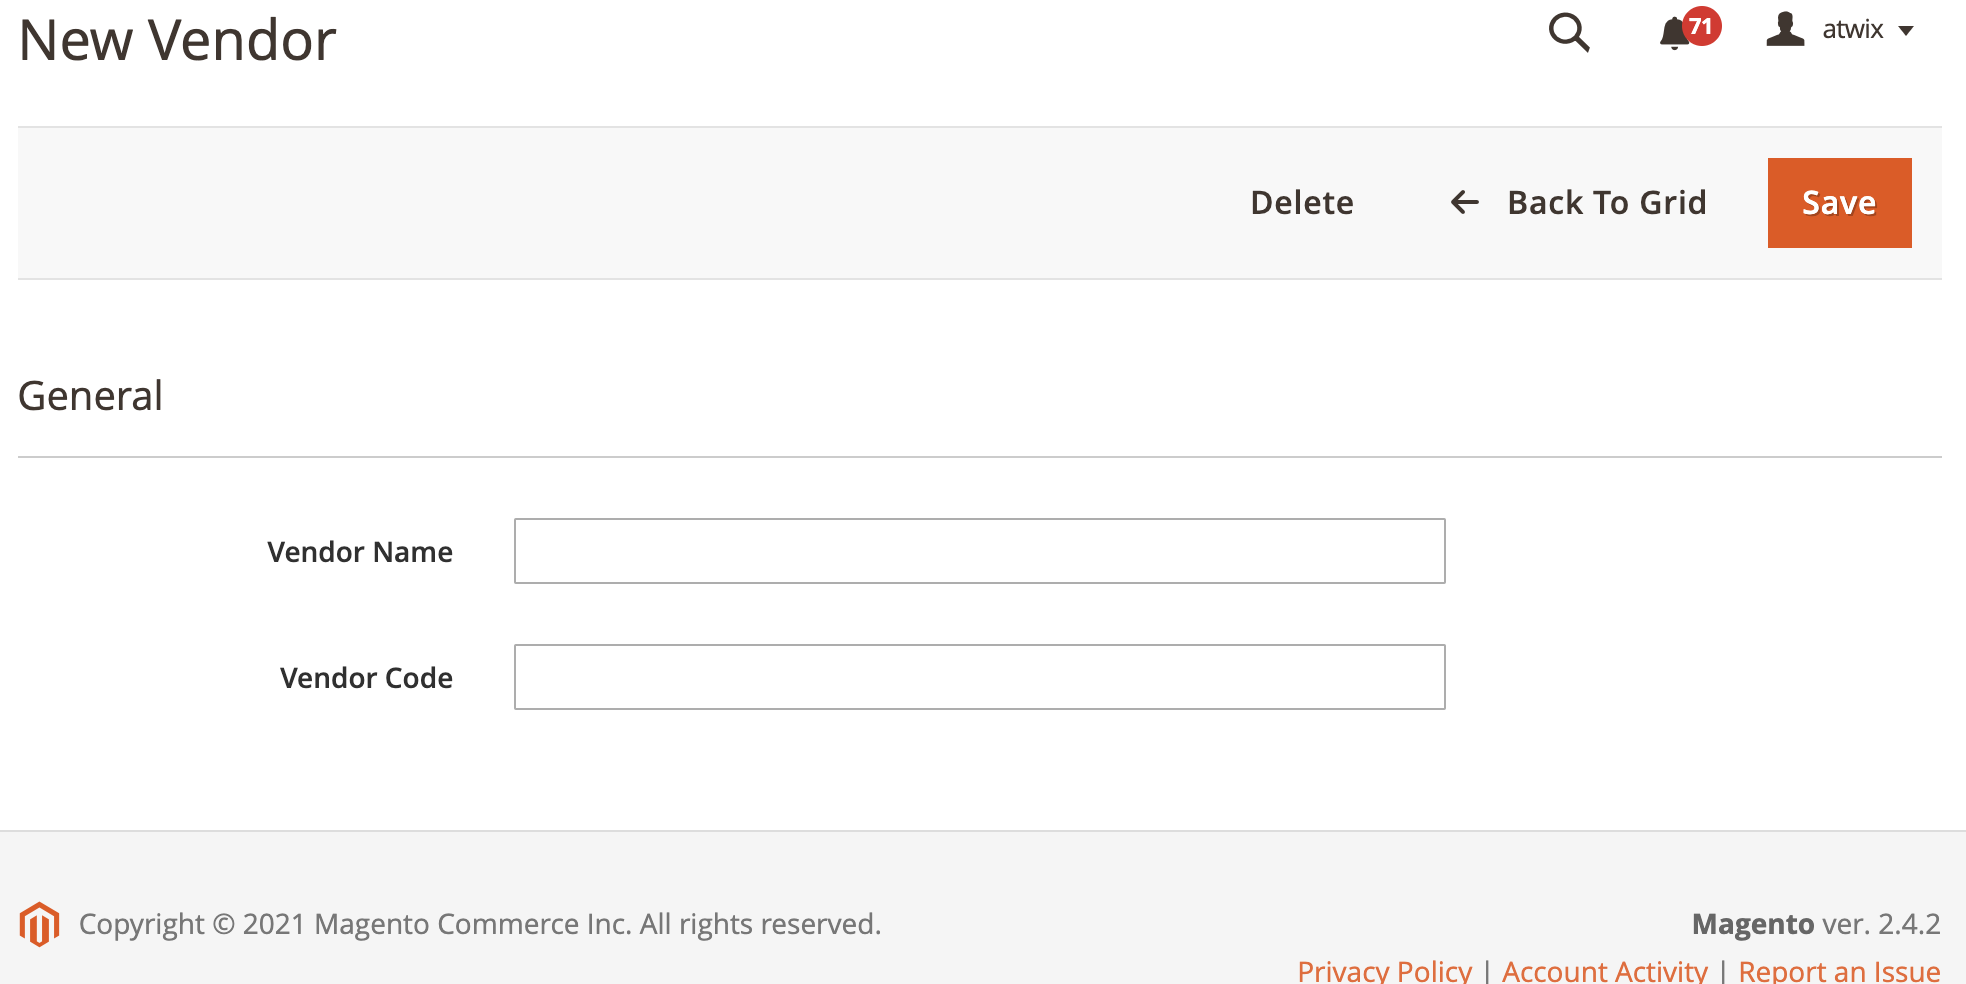 New Vendor
71
atwix
Delete
Back To Grid
Save
General
Vendor Name
Vendor Code
Copyright © 2021 Magento Commerce Inc. All rights reserved.
Magento ver. 2.4.2
Privacy Policy | Account Activity | Report an Issue